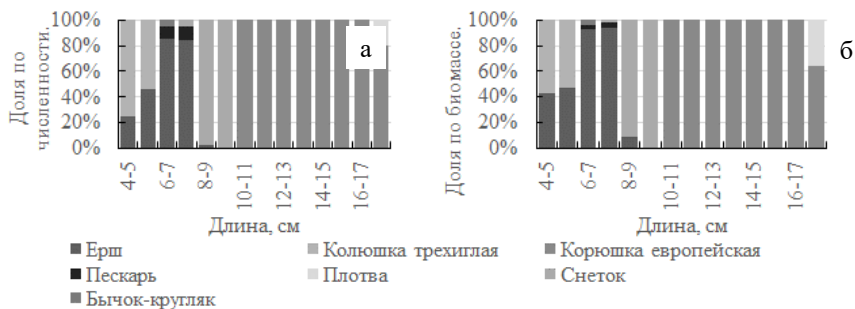 Доля по численности.
100%
80%
60%
40%
20%
0%
а
4-5
6-7
8-9
10-11
12-13
14-15
16-17
Длина, см
Доля по биомассе.
100%
80%
60%
40%
20%
0%
б
4-5
6-7
8-9
10-11
12-13
14-15
16-17
Длина, см
Ерш
Колюшка трехиглая
Корюшка европейская
Пескарь
Плотва
Снеток
Бычок-кругляк